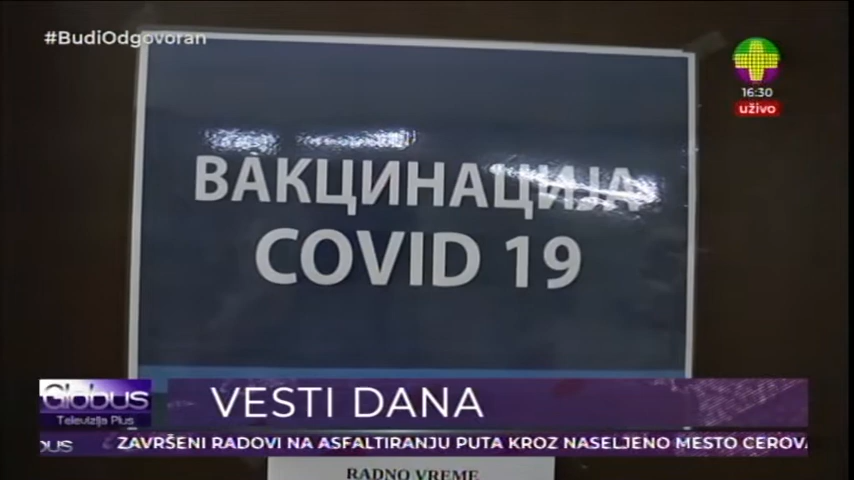 #BudiOdgovoran
16:30
uživo
ВАКЦИНАЦИЈА
COVID 19
Globus
Televizija Plus
VESTI DANA
ZAVRŠENI RADOVI NA ASFALTIRANJU PUTA KROZ NASELJENO MESTO
RADNO VREME